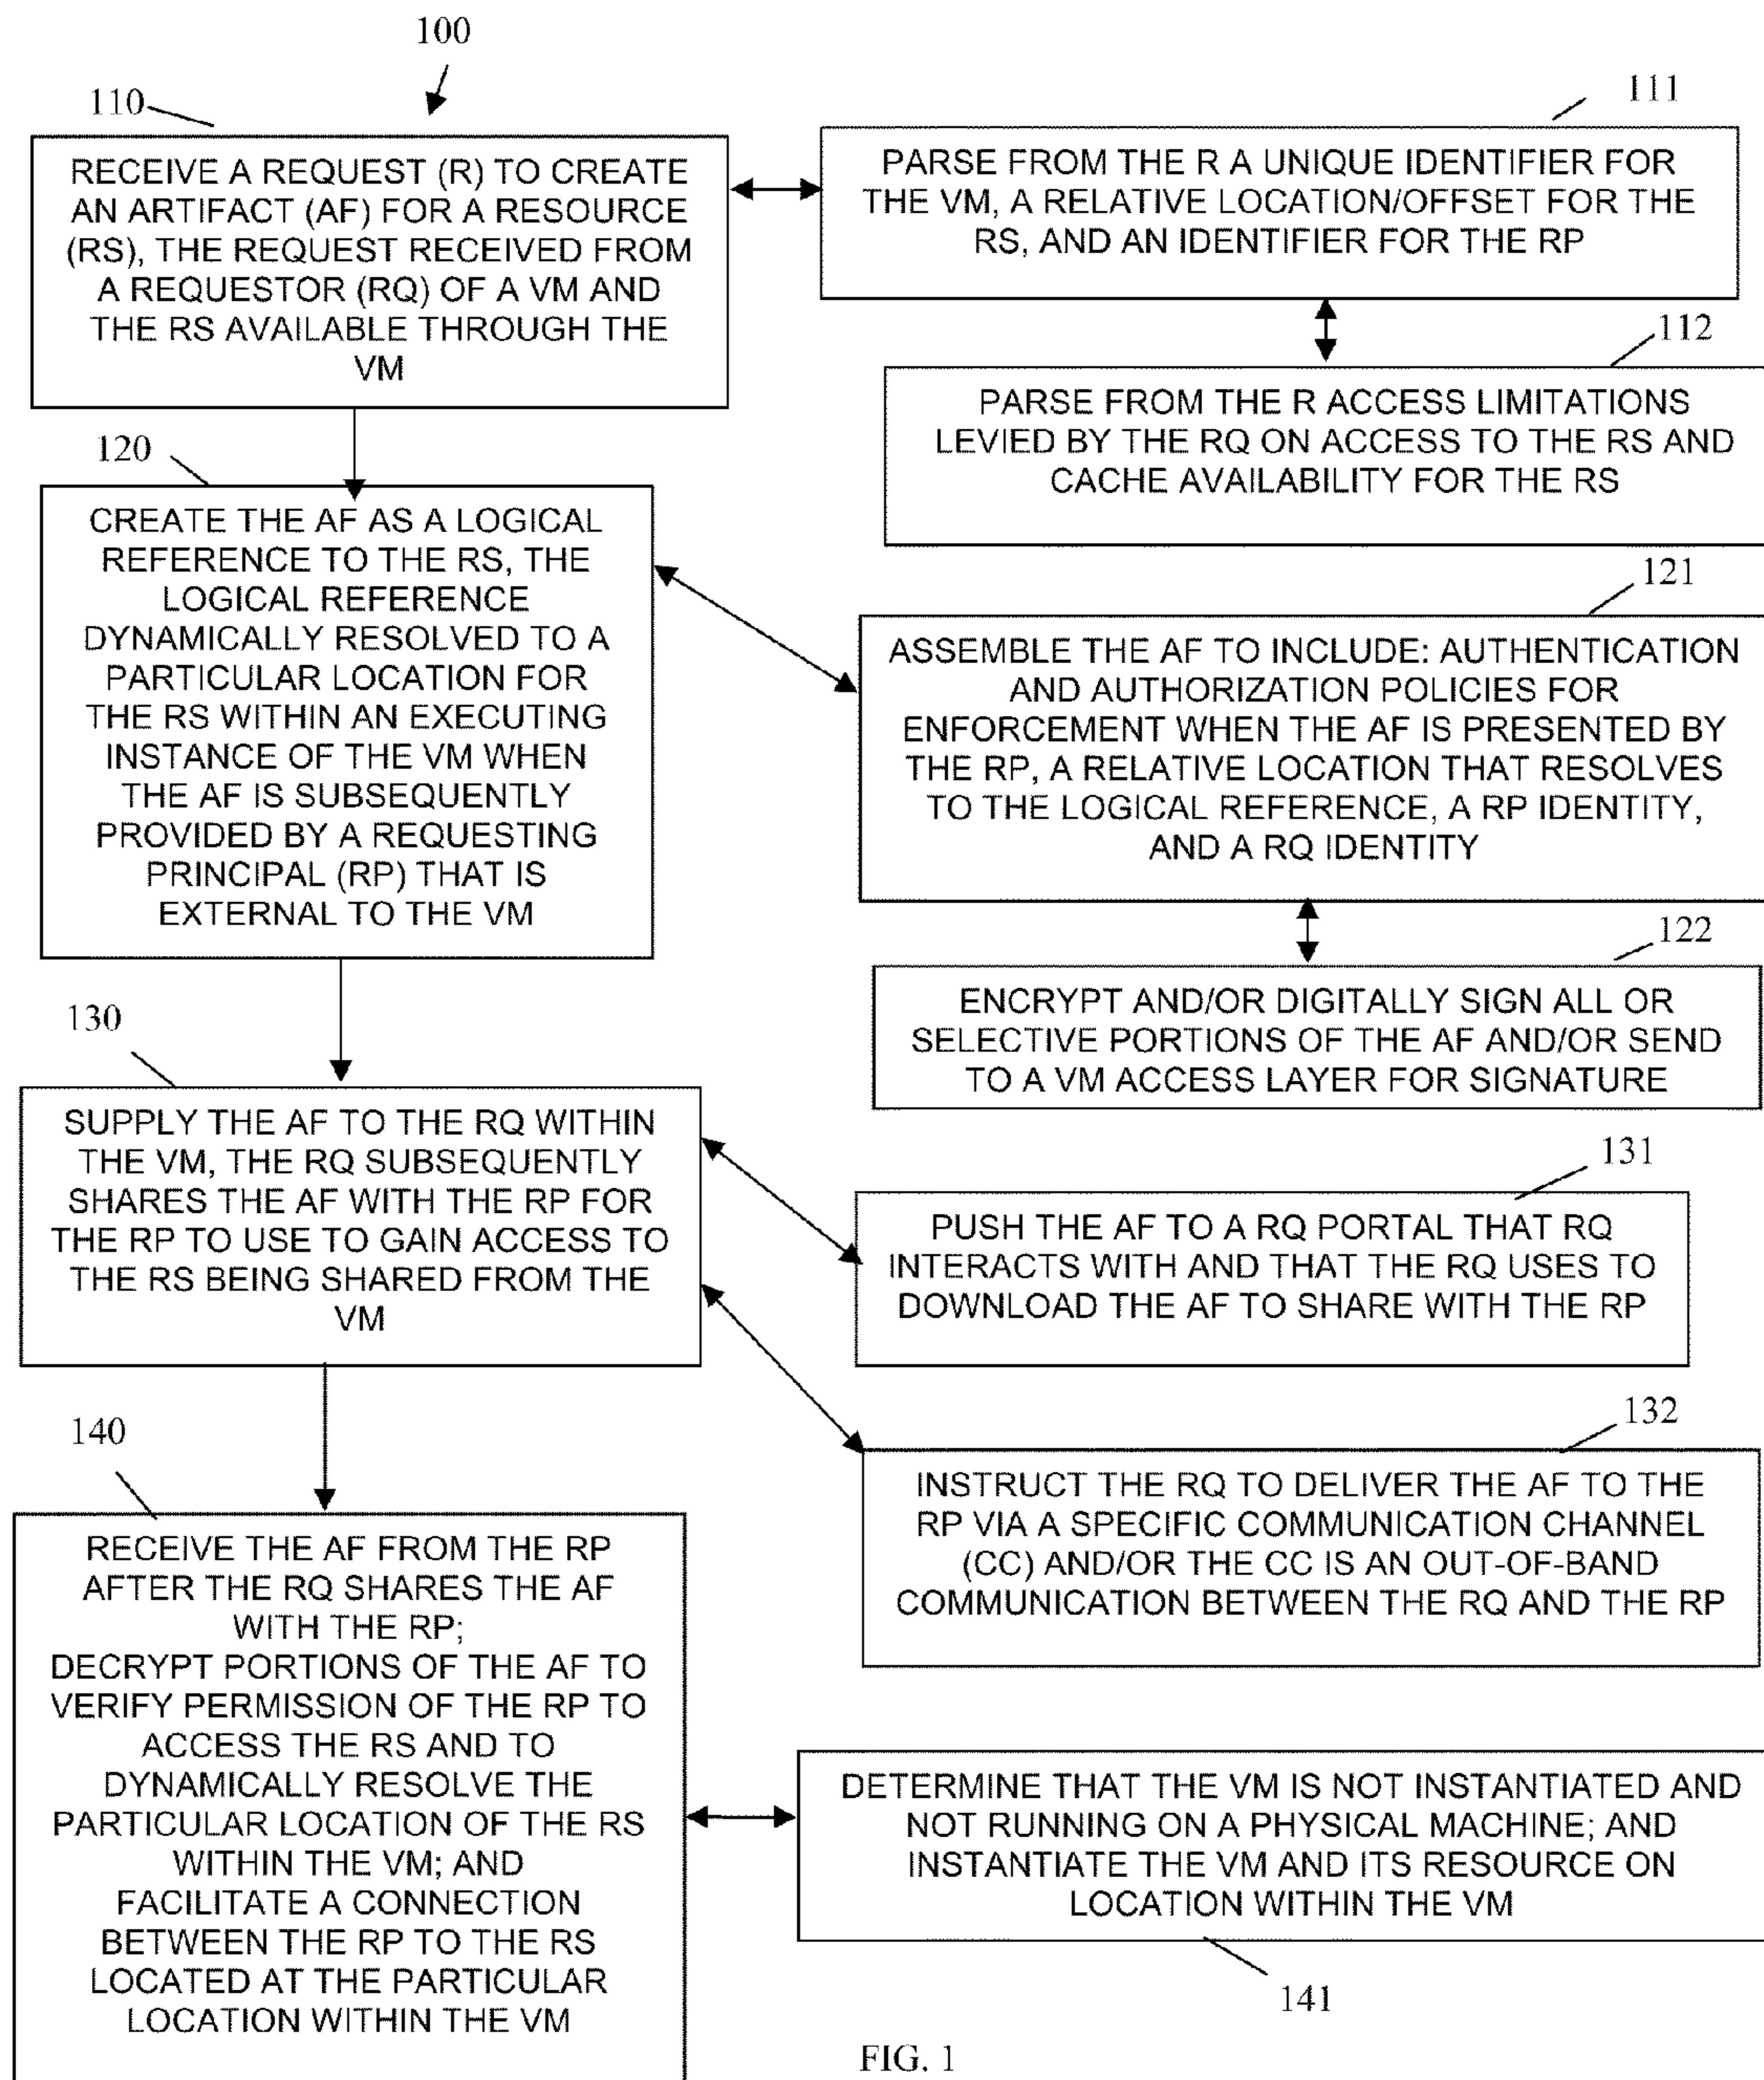 100
110
RECEIVE A REQUEST (R) TO CREATE
AN ARTIFACT (AF) FOR A RESOURCE
(RS), THE REQUEST RECEIVED FROM
A REQUESTOR (RQ) OF A VM AND
THE RS AVAILABLE THROUGH THE
VM
111
PARSE FROM THE R A UNIQUE IDENTIFIER FOR
THE VM, A RELATIVE LOCATION/OFFSET FOR THE
RS, AND AN IDENTIFIER FOR THE RP
112
PARSE FROM THE R ACCESS LIMITATIONS
LEVIED BY THE RQ ON ACCESS TO THE RS AND
CACHE AVAILABILITY FOR THE RS
120
CREATE THE AF AS A LOGICAL
REFERENCE TO THE RS, THE
LOGICAL REFERENCE
DYNAMICALLY RESOLVED TO A
PARTICULAR LOCATION FOR
THE RS WITHIN AN EXECUTING
INSTANCE OF THE VM WHEN
THE AF IS SUBSEQUENTLY
PROVIDED BY A REQUESTING
PRINCIPAL (RP) THAT IS
EXTERNAL TO THE VM
121
ASSEMBLE THE AF TO INCLUDE: AUTHENTICATION
AND AUTHORIZATION POLICIES FOR
ENFORCEMENT WHEN THE AF IS PRESENTED BY
THE RP, A RELATIVE LOCATION THAT RESOLVES
TO THE LOGICAL REFERENCE, A RP IDENTITY,
AND A RQ IDENTITY
122
ENCRYPT AND/OR DIGITALLY SIGN ALL OR
SELECTIVE PORTIONS OF THE AF AND/OR SEND
TO A VM ACCESS LAYER FOR SIGNATURE
130
SUPPLY THE AF TO THE RQ WITHIN
THE VM, THE RQ SUBSEQUENTLY
SHARES THE AF WITH THE RP FOR
THE RP TO USE TO GAIN ACCESS TO
THE RS BEING SHARED FROM THE
VM
131
PUSH THE AF TO A RQ PORTAL THAT RQ
INTERACTS WITH AND THAT THE RQ USES TO
DOWNLOAD THE AF TO SHARE WITH THE RP
132
INSTRUCT THE RQ TO DELIVER THE AF TO THE
RP VIA A SPECIFIC COMMUNICATION CHANNEL
(CC) AND/OR THE CC IS AN OUT-OF-BAND
COMMUNICATION BETWEEN THE RQ AND THE RP
140
RECEIVE THE AF FROM THE RP
AFTER THE RQ SHARES THE AF
WITH THE RP;
DECRYPT PORTIONS OF THE AF TO
VERIFY PERMISSION OF THE RP TO
ACCESS THE RS AND TO
DYNAMICALLY RESOLVE THE
PARTICULAR LOCATION OF THE RS
WITHIN THE VM; AND
FACILITATE A CONNECTION
BETWEEN THE RP TO THE RS
LOCATED AT THE PARTICULAR
LOCATION WITHIN THE VM
DETERMINE THAT THE VM IS NOT INSTANTIATED AND
NOT RUNNING ON A PHYSICAL MACHINE; AND
INSTANTIATE THE VM AND ITS RESOURCE ON
LOCATION WITHIN THE VM
141
FIG. 1